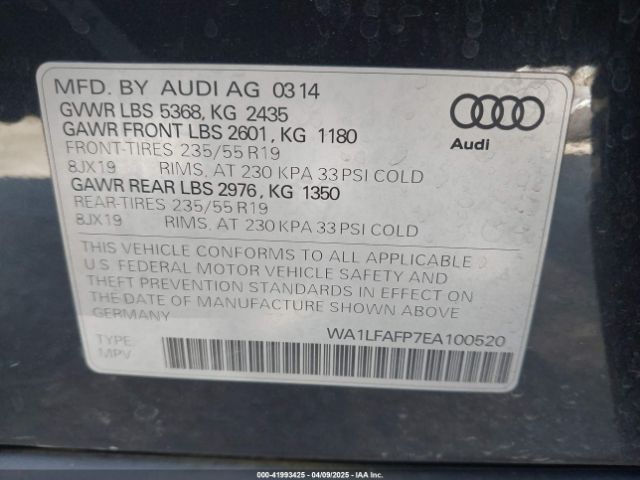 MFD. BY AUDI AG 0314
GVWR LBS 5368, KG 2435
GAWR FRONT LBS 2601, KG 1180
FRONT-TIRES 235/55 R19
8JX19 RIMS, AT 230 KPA 33 PSI COLD
GAWR REAR LBS 2976, KG 1350
REAR-TIRES 235/55 R19
8JX19 RIMS, AT 230 KPA 33 PSI COLD
Audi
THIS VEHICLE CONFORMS TO ALL APPLICABLE
U.S. FEDERAL MOTOR VEHICLE SAFETY AND
THEFT PREVENTION STANDARDS IN EFFECT ON
THE DATE OF MANUFACTURE SHOWN ABOVE
GERMANY
WA1LFAFP7EA100520
TYPE:
MPV
000-41993425 - 04/09/2025 - IAA LLC